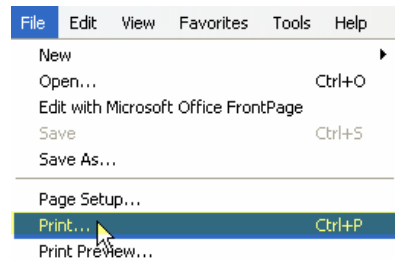 File Edit View Favorites Tools Help
New
Open... Ctrl+O
Edit with Microsoft Office FrontPage
Save Ctrl+S
Save As...
Page Setup...
Print... Ctrl+P
Print Preview...